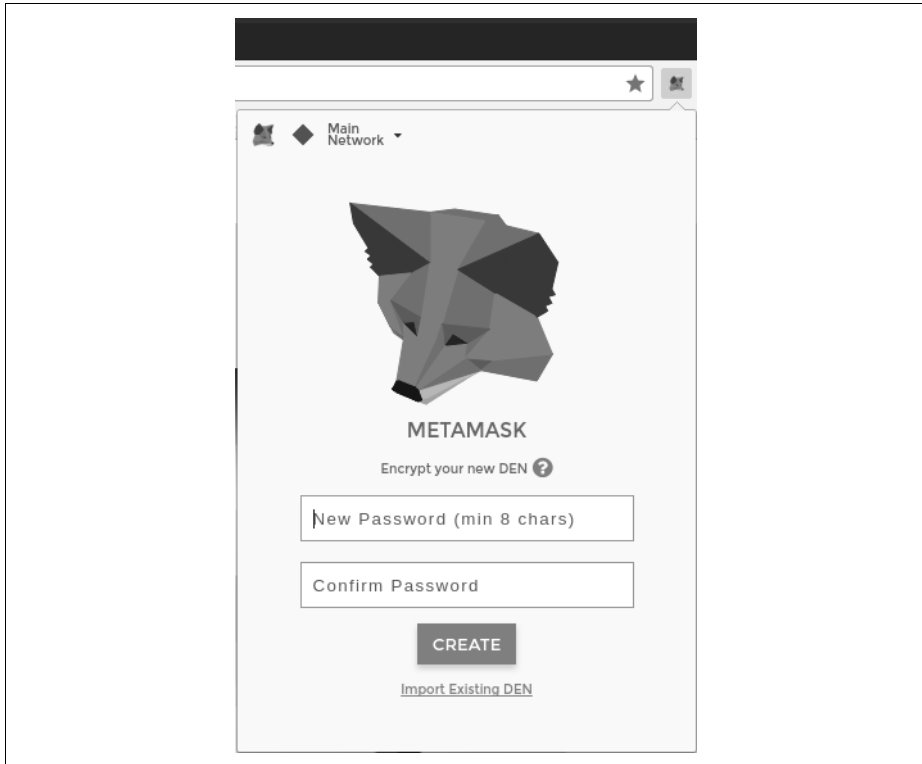 Main
Network
METAMASK
Encrypt your new DEN ?
New Password (min 8 chars)
Confirm Password
CREATE
Import Existing DEN